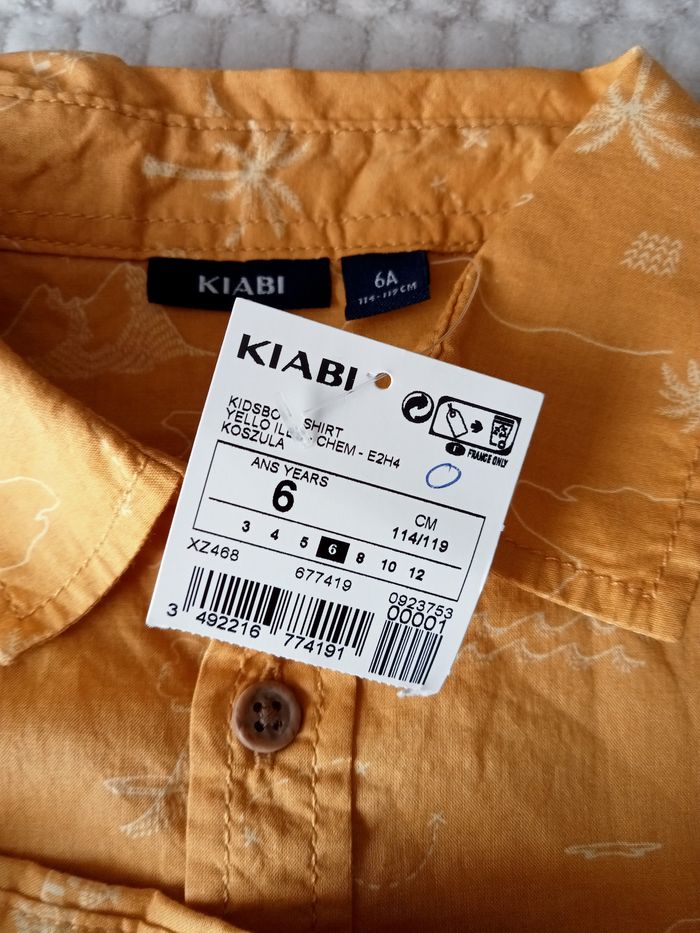 KIABI
6A
114-119 CM
KIABI
FRANCE ONLY
SHIRT
YELLO CHEM - E2H4
KOSZULA
ANS YEARS
6
CM
114/119
3 4 5 6 8 10 12
XZ468
677419
0923753
00001
3 492216 774191